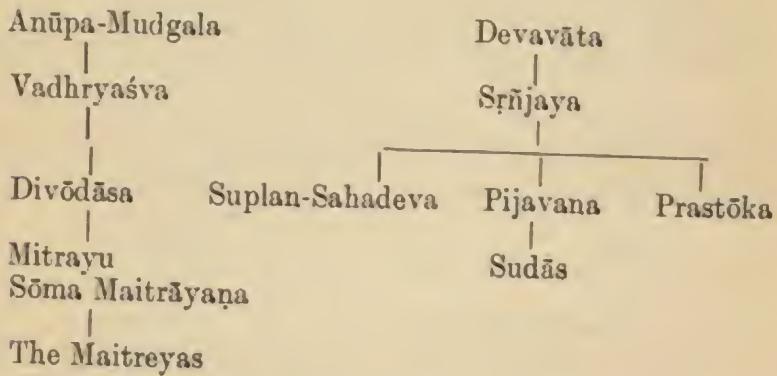 Anūpa-Mudgala
Vadhryaśva
Divōdāsa
Mitrayu
Sōma Maitrāyaṇa
The Maitreyas
Devavāta
Sṛñjaya
Suplan-Sahadeva Pijavana Prastōka
Sudās